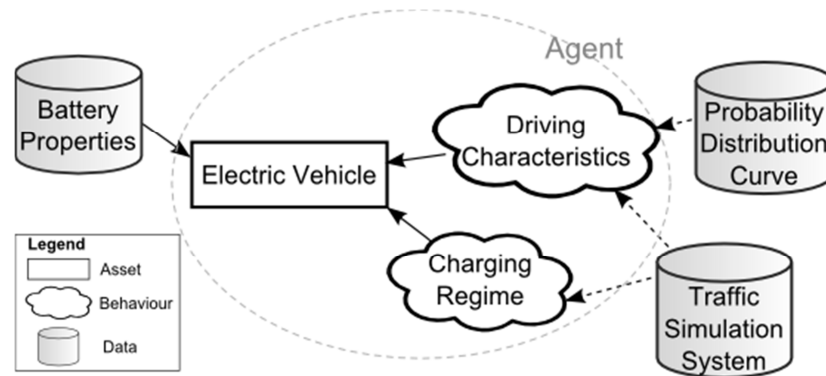 Agent
Battery
Properties
Electric Vehicle
Driving
Characteristics
Probability
Distribution
Curve
Charging
Regime
Traffic
Simulation
System
Legend
Asset
Behaviour
Data